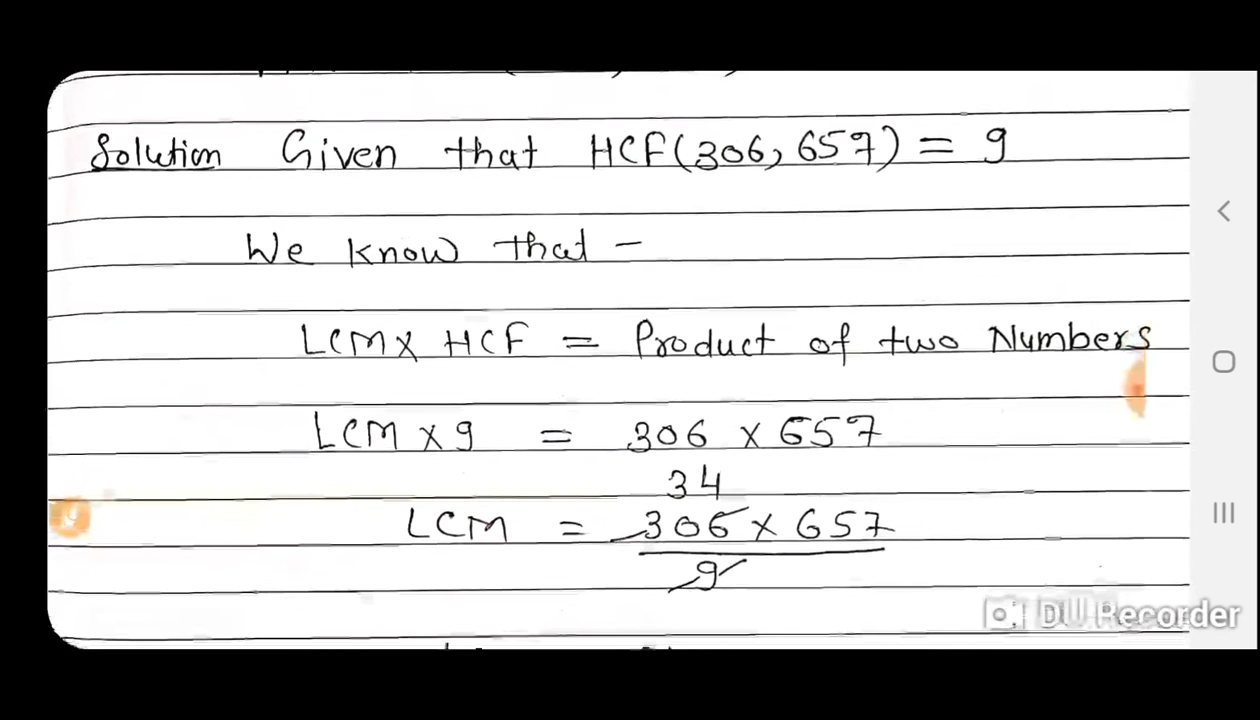 Solution Given that HCF(306, 657) = 9
We know that -
LCM x HCF = Product of two Numbers
LCM x 9 = 306 x 657
34
LCM = 306 x 657
9
DU Recorder